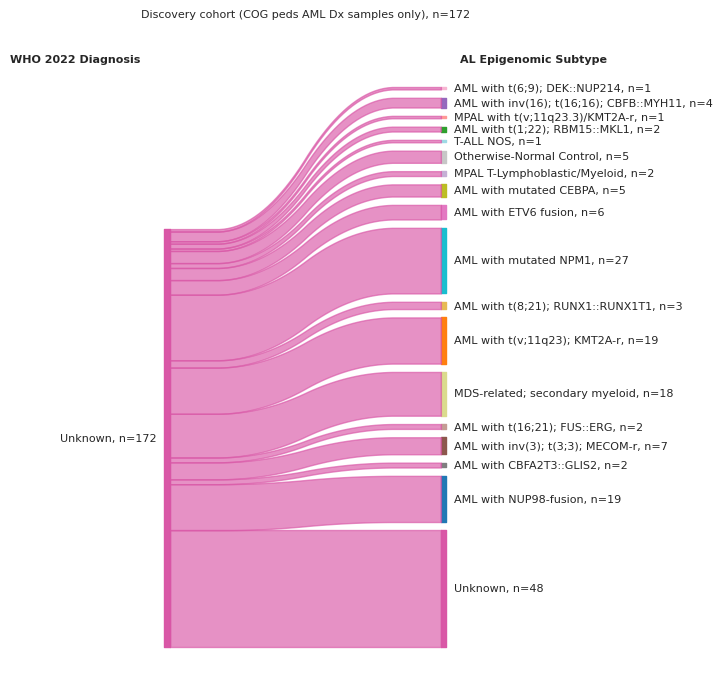 Discovery cohort (COG peds AML Dx samples only), n=172
WHO 2022 Diagnosis
AL Epigenomic Subtype
AML with t(6;9); DEK::NUP214, n=1
AML with inv(16); t(16;16); CBFB::MYH11, n=4
MPAL with t(v;11q23.3)/KMT2A-r, n=1
AML with t(1;22); RBM15::MKL1, n=2
T-ALL NOS, n=1
Otherwise-Normal Control, n=5
MPAL T-Lymphoblastic/Myeloid, n=2
AML with mutated CEBPA, n=5
AML with ETV6 fusion, n=6
AML with mutated NPM1, n=27
AML with t(8;21); RUNX1::RUNX1T1, n=3
AML with t(v;11q23); KMT2A-r, n=19
MDS-related; secondary myeloid, n=18
AML with t(16;21); FUS::ERG, n=2
Unknown, n=172
AML with inv(3); t(3;3); MECOM-r, n=7
AML with CBFA2T3::GLIS2, n=2
AML with NUP98-fusion, n=19
Unknown, n=48